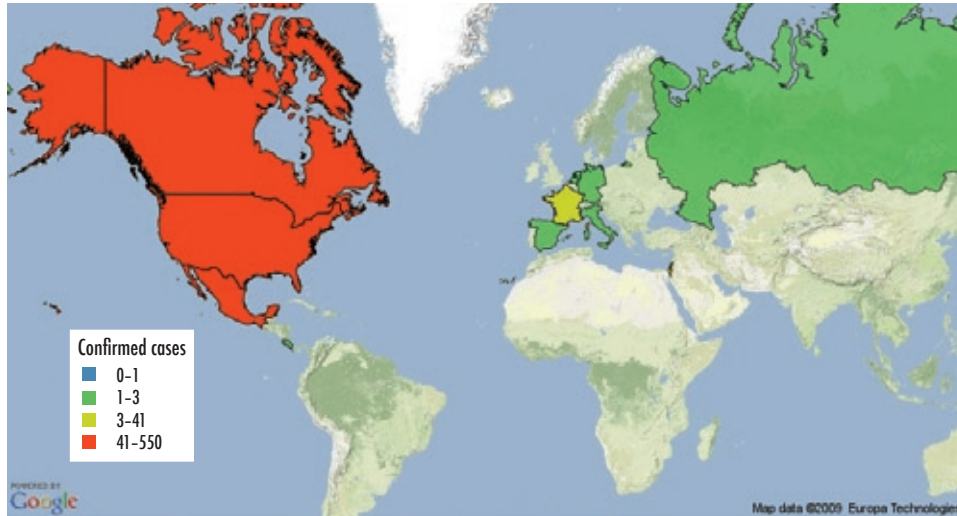 Confirmed cases
0–1
1–3
3–41
41–550
POWERED BY
Google
Map data ©2009 Europa Technologies